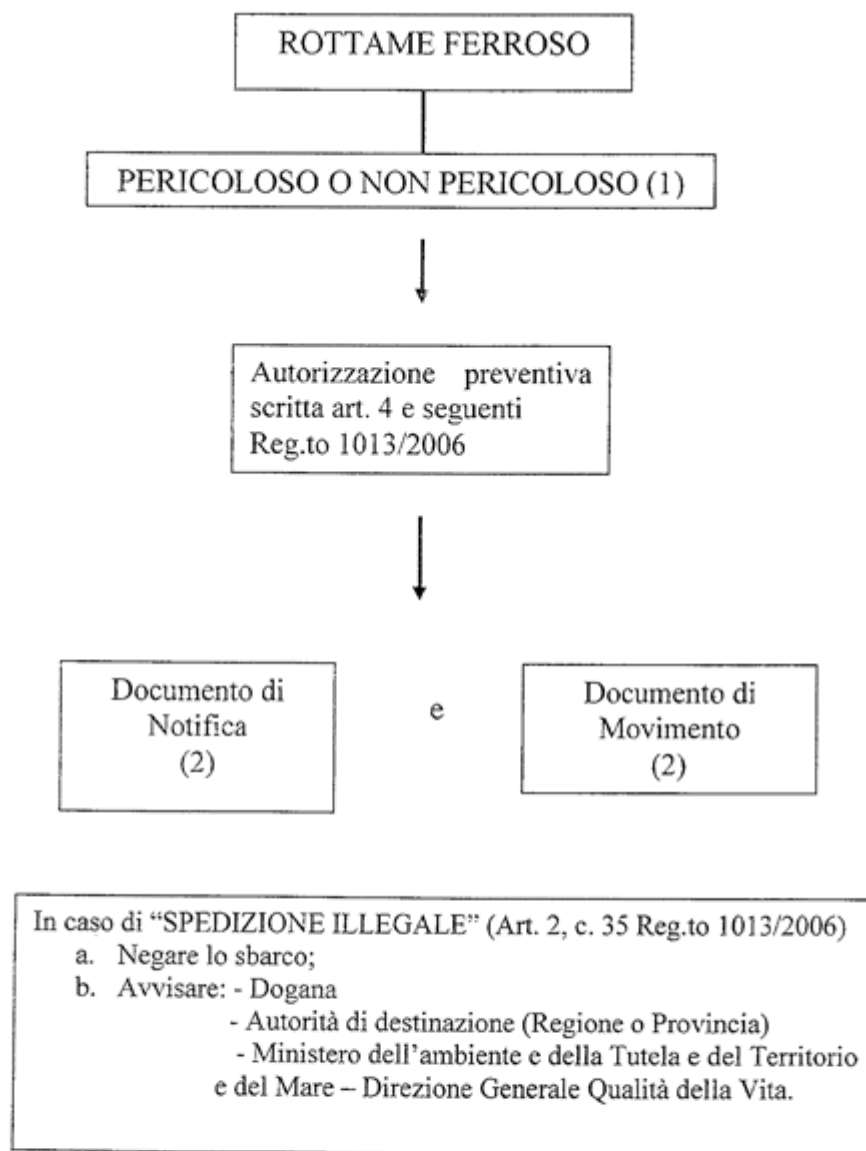 ROTTAME FERROSO
PERICOLOSO O NON PERICOLOSO (1)
Autorizzazione preventiva
scritta art. 4 e seguenti
Reg.to 1013/2006
Documento di
Notifica
(2)
e
Documento di
Movimento
(2)
In caso di “SPEDIZIONE ILLEGALE” (Art. 2, c. 35 Reg.to 1013/2006)
a. Negare lo sbarco;
b. Avvisare: - Dogana
- Autorità di destinazione (Regione o Provincia)
- Ministero dell’ambiente e della Tutela e del Territorio
e del Mare – Direzione Generale Qualità della Vita.